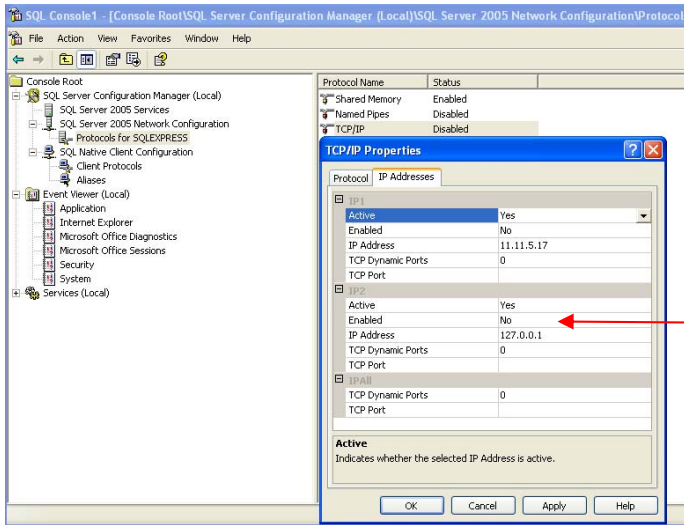 SQL Console1 - [Console Root\SQL Server Configuration Manager (Local)\SQL Server 2005 Network Configuration\Protocol
File Action View Favorites Window Help
Console Root
SQL Server Configuration Manager (Local)
SQL Server 2005 Services
SQL Server 2005 Network Configuration
Protocols for SQLEXPRESS
SQL Native Client Configuration
Client Protocols
Aliases
Event Viewer (Local)
Application
Internet Explorer
Microsoft Office Diagnostics
Microsoft Office Sessions
Security
System
Services (Local)
Protocol Name Status
Shared Memory Enabled
Named Pipes Disabled
TCP/IP Disabled
TCP/IP Properties
Protocol IP Addresses
IP1
Active Yes
Enabled No
IP Address 11.11.5.17
TCP Dynamic Ports 0
TCP Port
IP2
Active Yes
Enabled No
IP Address 127.0.0.1
TCP Dynamic Ports 0
TCP Port
IPAll
TCP Dynamic Ports 0
TCP Port
Active
Indicates whether the selected IP Address is active.
OK Cancel Apply Help